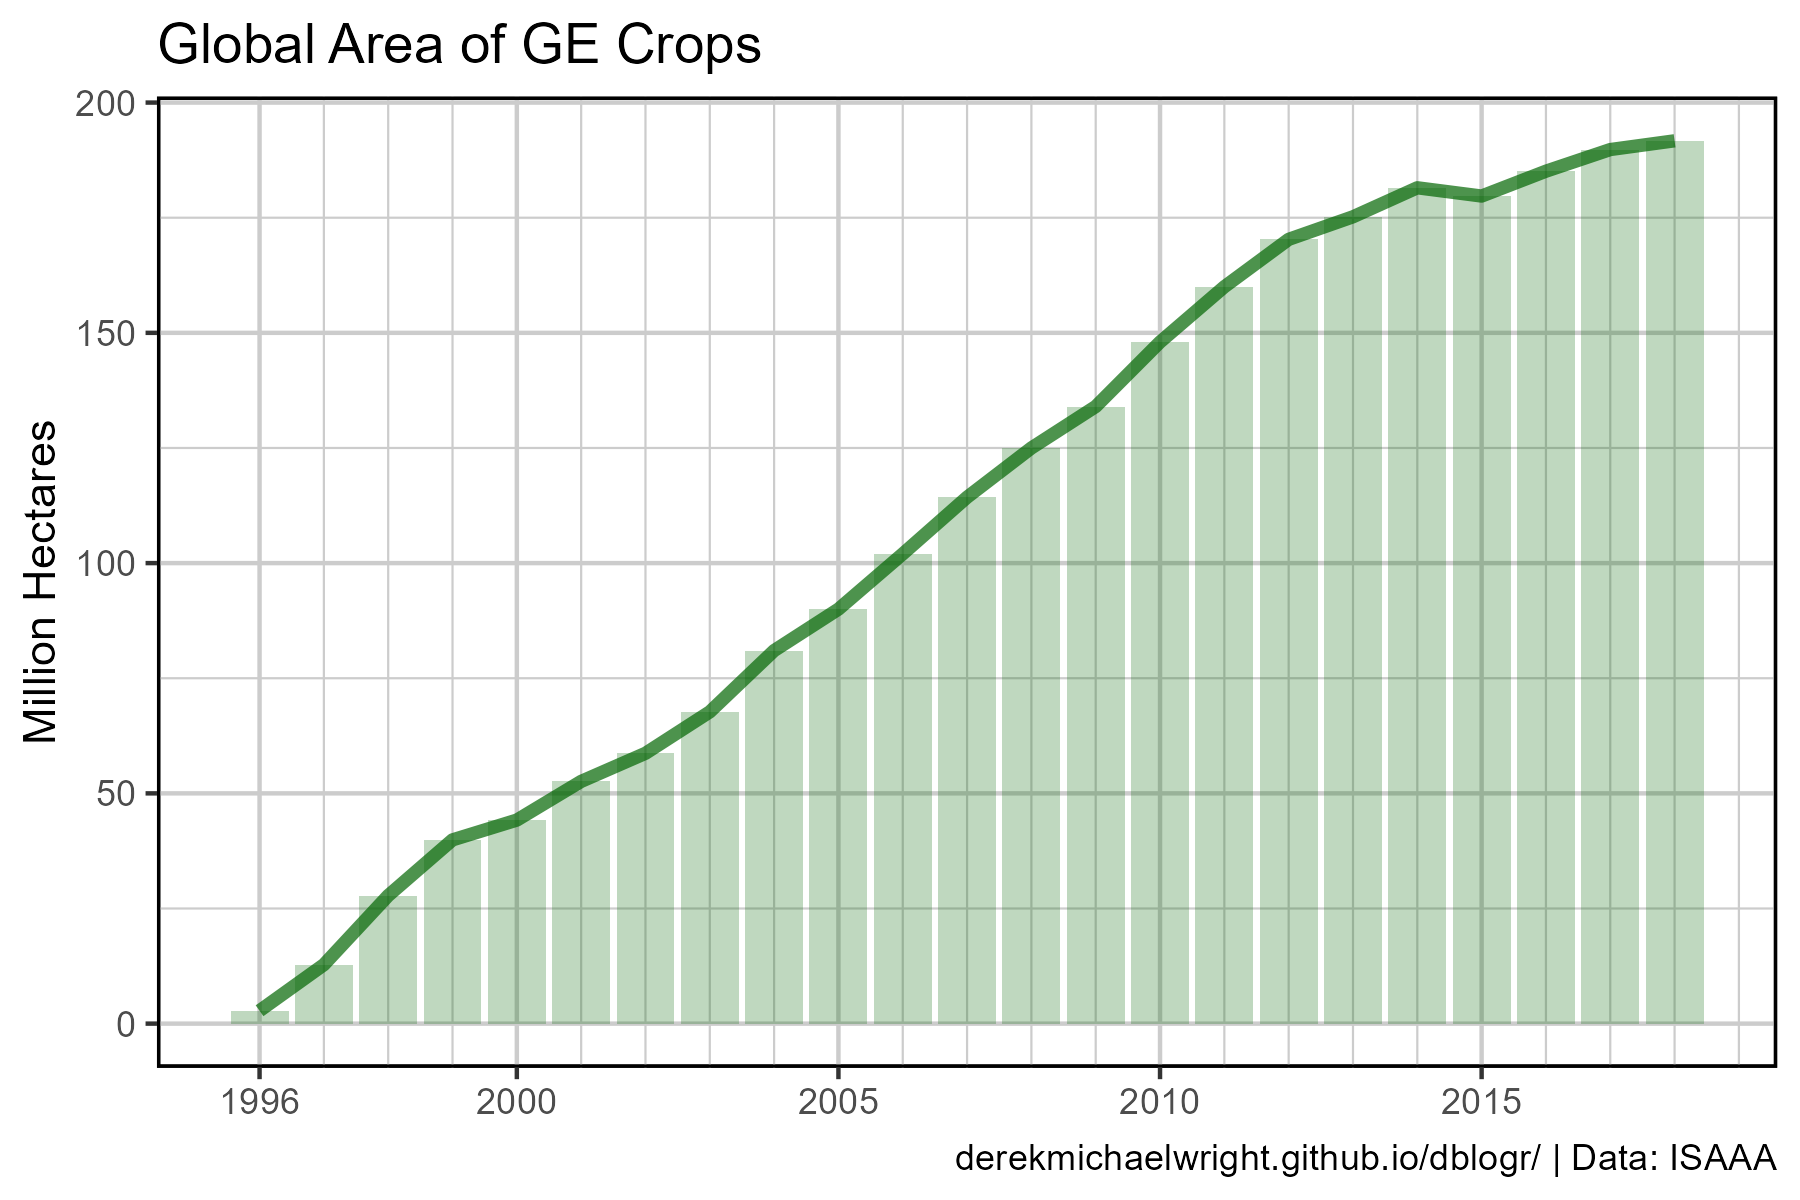 Global Area of GE Crops
200
150
100
50
0
Million Hectares
1996 2000 2005 2010 2015
derekmichaelwright.github.io/dblogr/ | Data: ISAAA